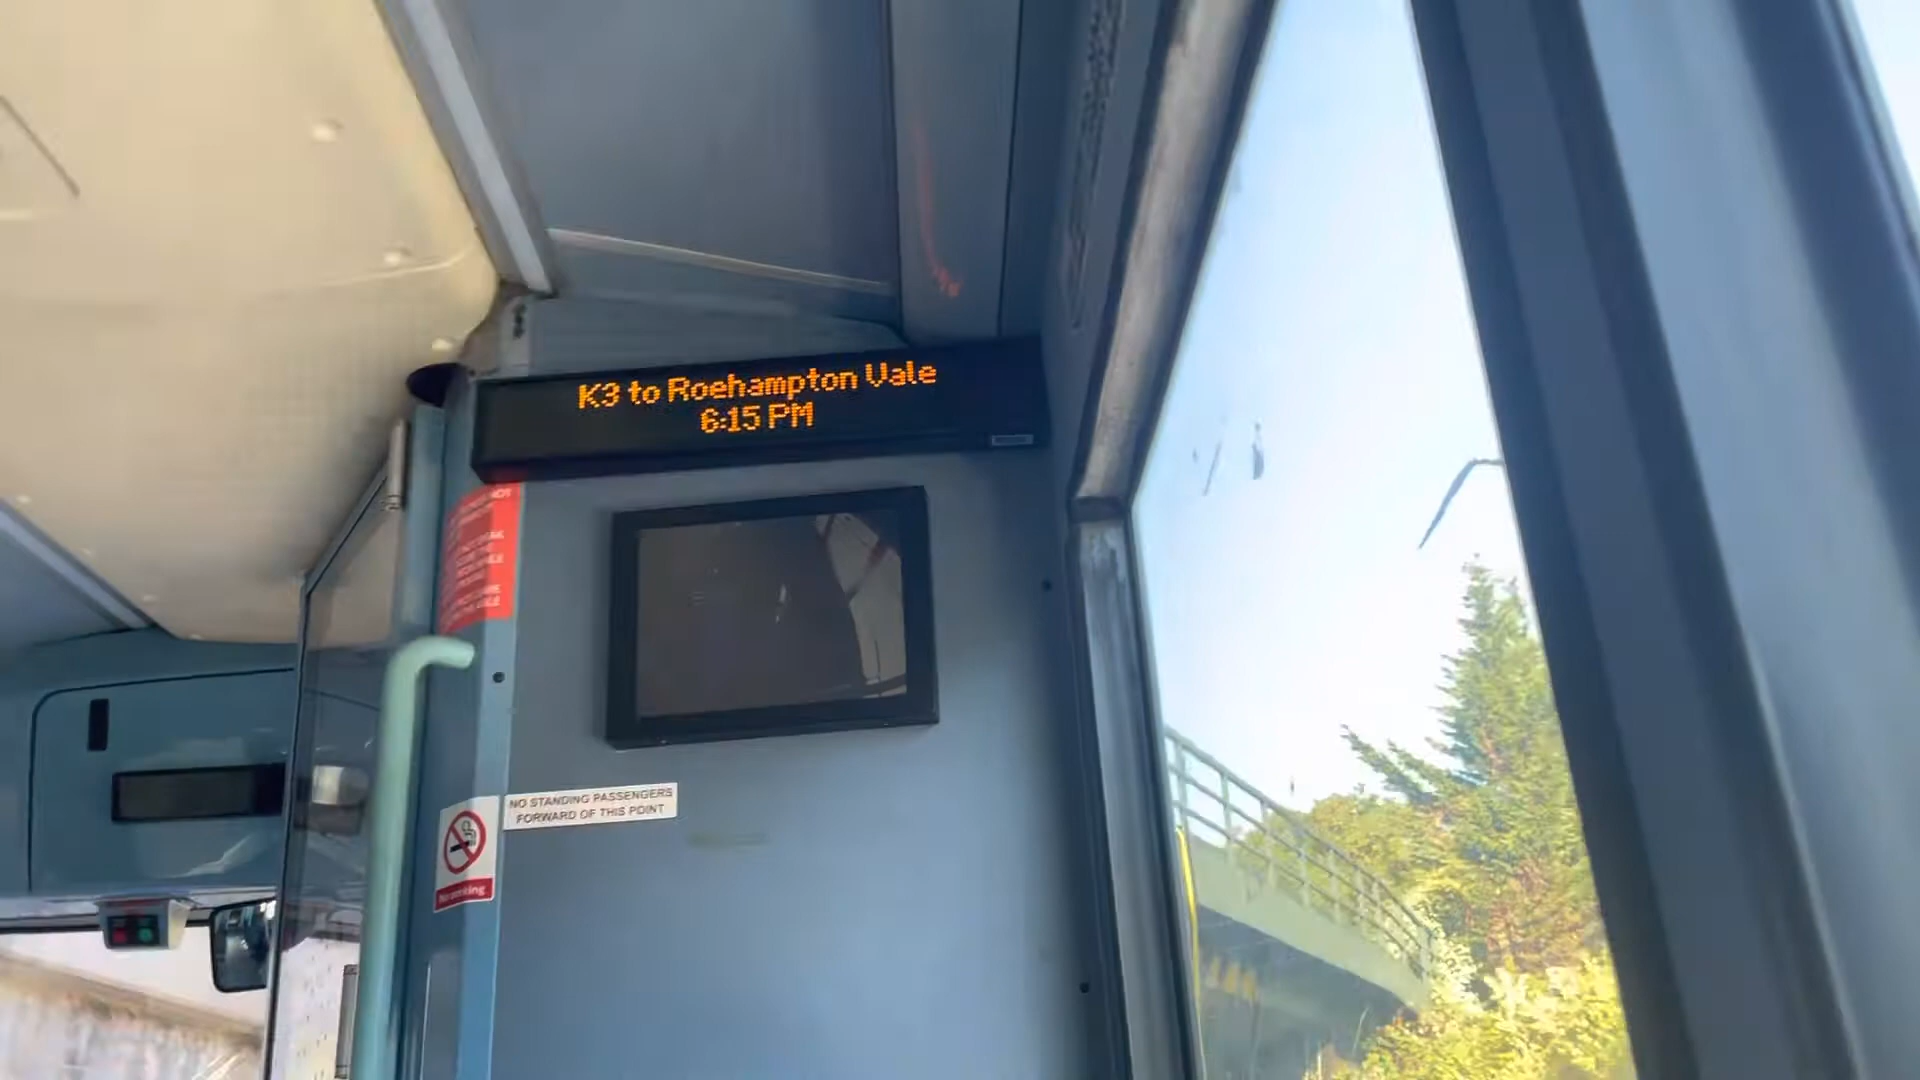 K3 to Roehampton Vale
6:15 PM
NO STANDING PASSENGERS
FORWARD OF THIS POINT
No smoking